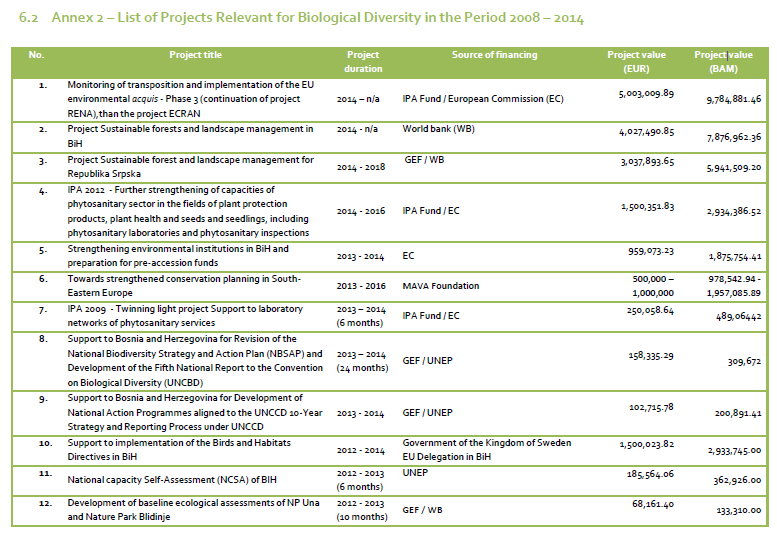 6.2 Annex 2 – List of Projects Relevant for Biological Diversity in the Period 2008 – 2014
No. Project title Project duration Source of financing Project value (EUR) Project value (BAM)
1. Monitoring of transposition and implementation of the EU
environmental acquis - Phase 3 (continuation of project
RENA),than the project ECRAN
2014 – n/a IPA Fund / European Commission (EC) 5,003,009.89 9,784,881.46
2. Project Sustainable forests and landscape management in
BiH
2014 - n/a World bank (WB) 4,027,490.85 7,876,962.36
3. Project Sustainable forest and landscape management for
Republika Srpska
2014 - 2018 GEF / WB 3,037,893.65 5,941,509.20
4. IPA 2012 - Further strengthening of capacities of
phytosanitary sector in the fields of plant protection
products, plant health and seeds and seedlings, including
phytosanitary laboratories and phytosanitary inspections
2014 - 2016 IPA Fund / EC 1,500,351.83 2,934,386.52
5. Strengthening environmental institutions in BiH and
preparation for pre-accession funds
2013 - 2014 EC 959,073.23 1,875,754.41
6. Towards strengthened conservation planning in South-
Eastern Europe
2013 - 2016 MAVA Foundation 500,000 – 1,000,000 978,542.94 - 1,957,085.89
7. IPA 2009 - Twinning light project Support to laboratory
networks of phytosanitary services
2013 – 2014 (6 months) IPA Fund / EC 250,058.64 489,06442
8. Support to Bosnia and Herzegovina for Revision of the
National Biodiversity Strategy and Action Plan (NBSAP) and
Development of the Fifth National Report to the Convention
on Biological Diversity (UNCBD)
2013 – 2014 (24 months) GEF / UNEP 158,335.29 309,672
9. Support to Bosnia and Herzegovina for Development of
National Action Programmes aligned to the UNCCD 10-Year
Strategy and Reporting Process under UNCCD
2013 - 2014 GEF / UNEP 102,715.78 200,891.41
10. Support to implementation of the Birds and Habitats
Directives in BiH
2012 - 2014 Government of the Kingdom of Sweden
EU Delegation in BiH
1,500,023.82 2,933,745.00
11. National capacity Self-Assessment (NCSA) of BIH
2012 - 2013 (6 months) UNEP 185,564.06 362,926.00
12. Development of baseline ecological assessments of NP Una
and Nature Park Blidinje
2012 - 2013 (10 months) GEF / WB 68,161.40 133,310.00